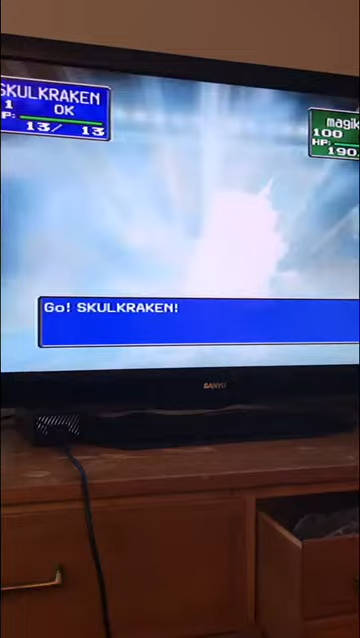 SKULKRAKEN
1 OK
HP:
13/ 13
magik
100
HP:
190
Go! SKULKRAKEN!
SANYO